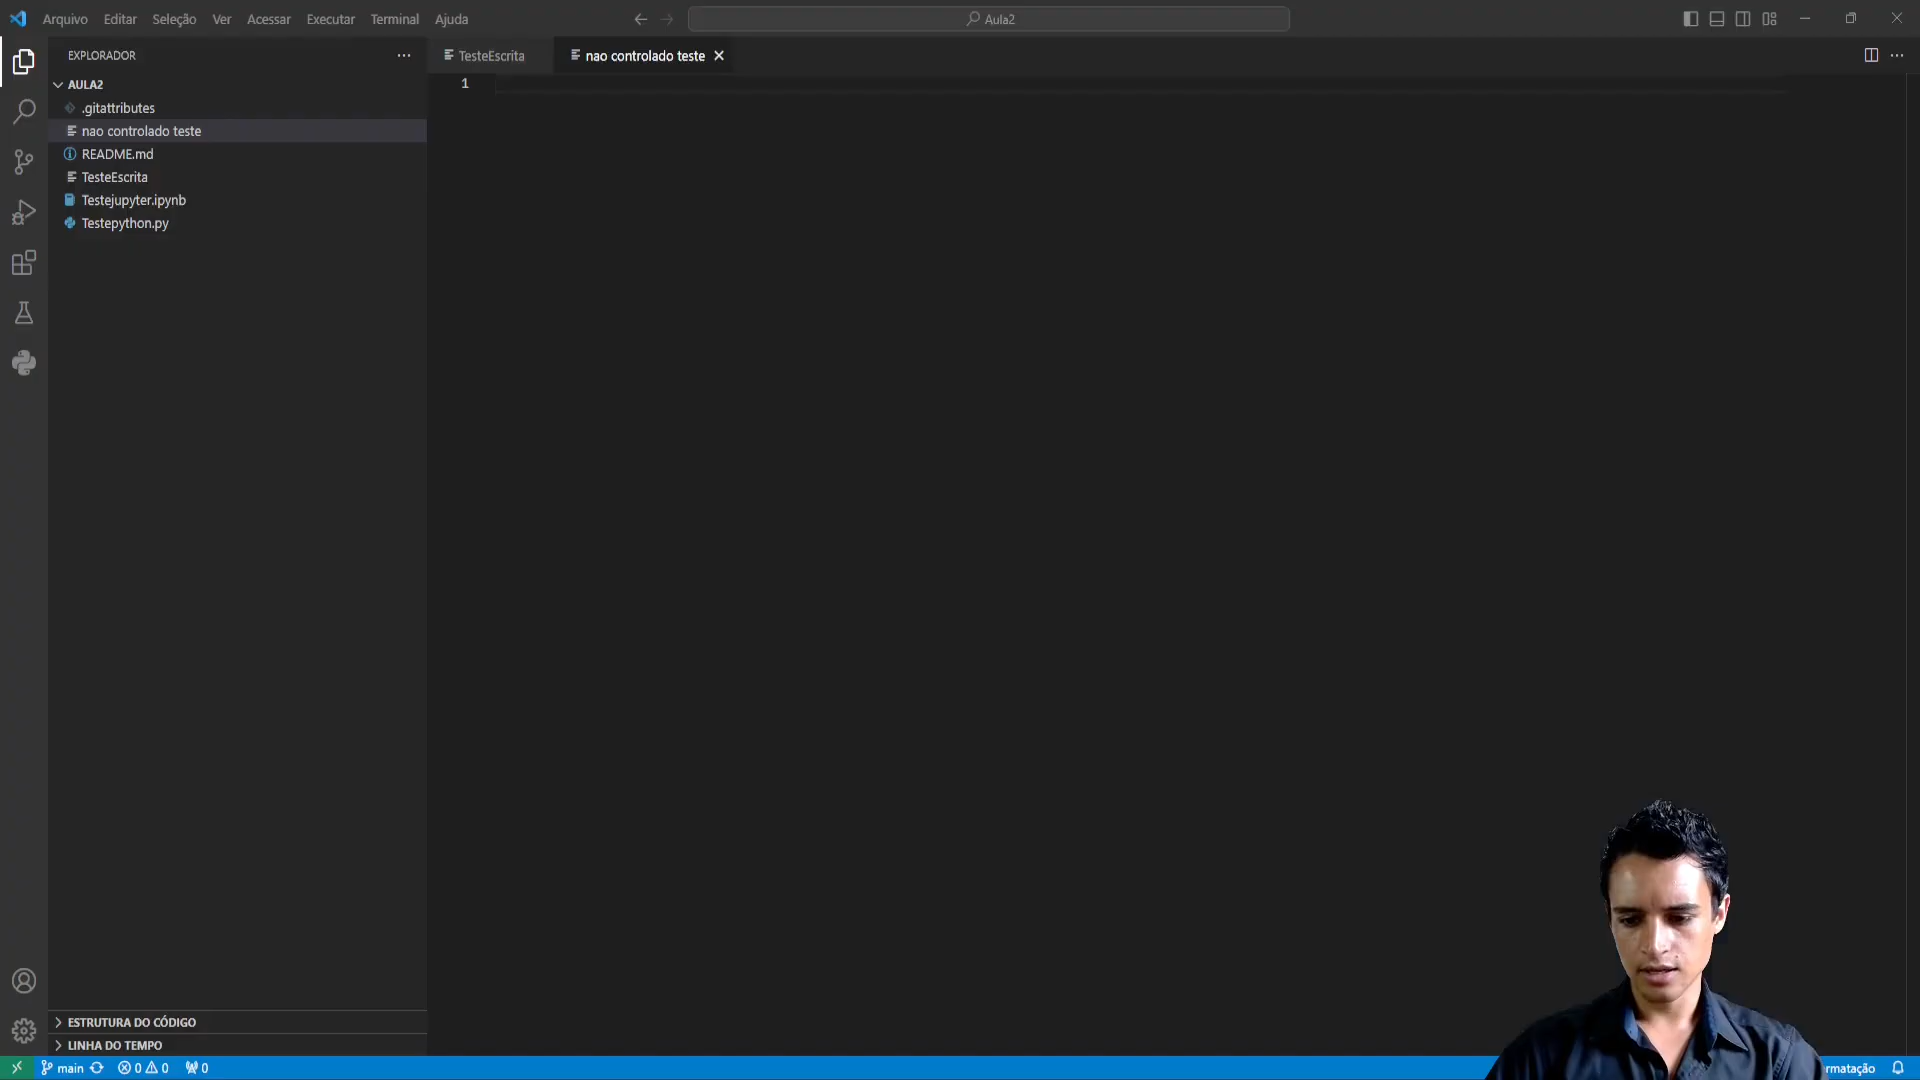 Arquivo Editar Seleção Ver Acessar Executar Terminal Ajuda
Aula2
EXPLORADOR
TesteEscrita
nao controlado teste
AULA2
1
.gitattributes
nao controlado teste
README.md
TesteEscrita
Testejupyter.ipynb
Testepython.py
ESTRUTURA DO CÓDIGO
LINHA DO TEMPO
main 0 0 0
rmatação